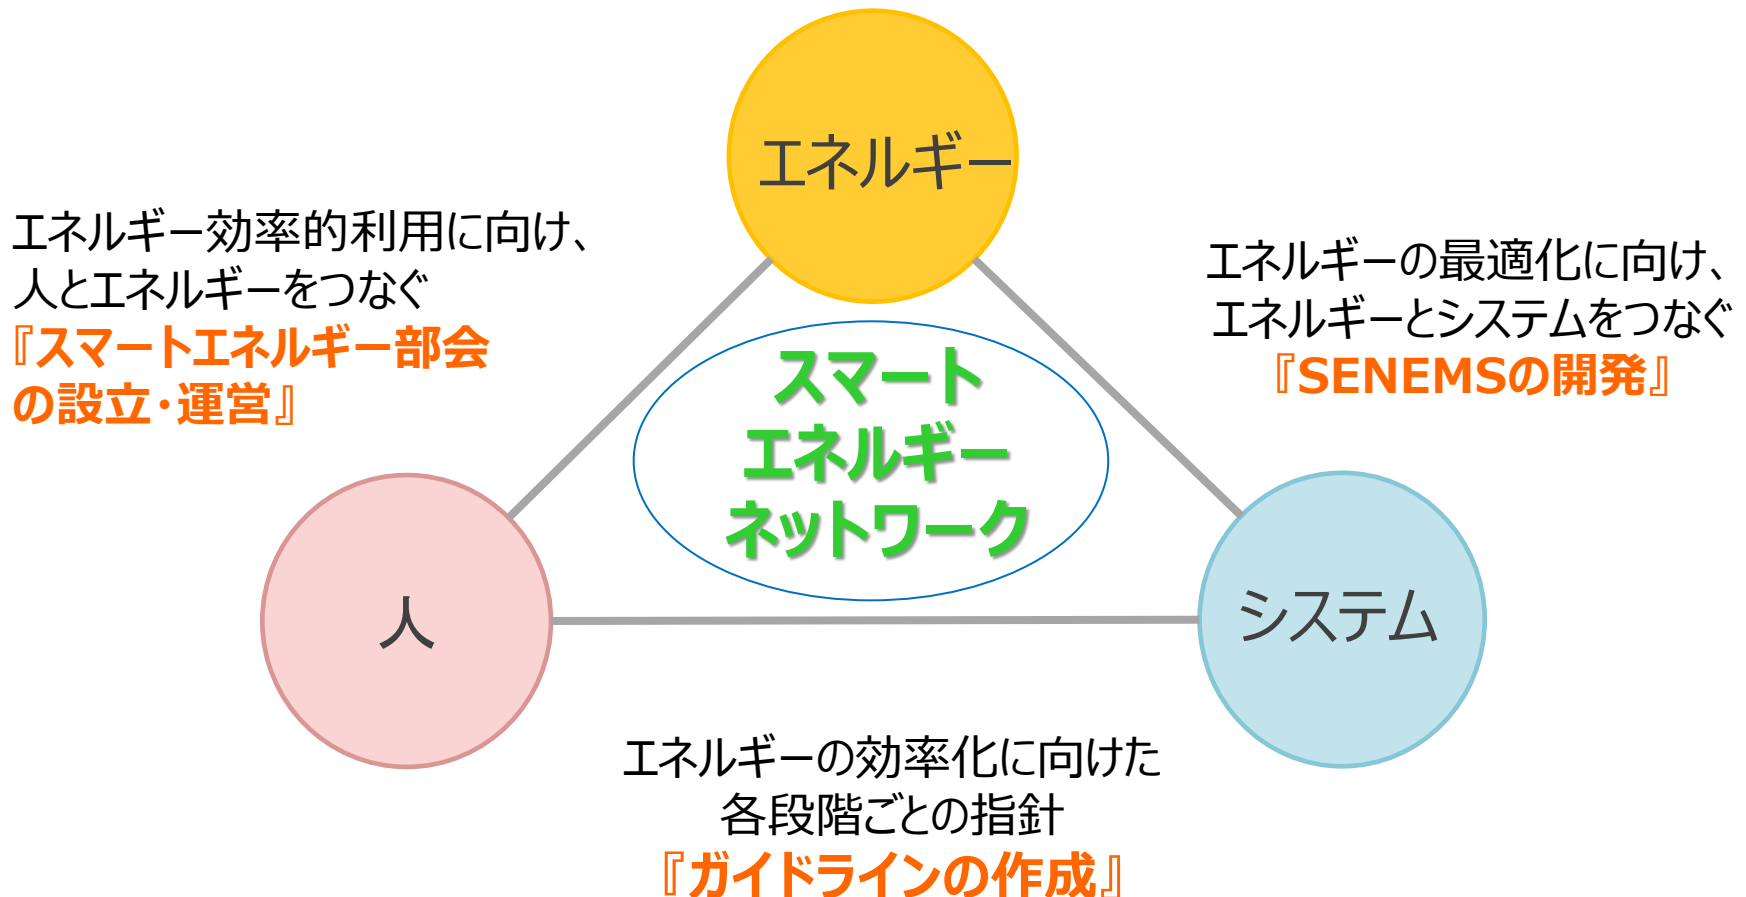 エネルギー
エネルギー効率的利用に向け、
人とエネルギーをつなぐ
『スマートエネルギー部会
の設立・運営』
エネルギーの最適化に向け、
エネルギーとシステムをつなぐ
『SENEMSの開発』
スマート
エネルギー
ネットワーク
人
システム
エネルギーの効率化に向けた
各段階ごとの指針
『ガイドラインの作成』